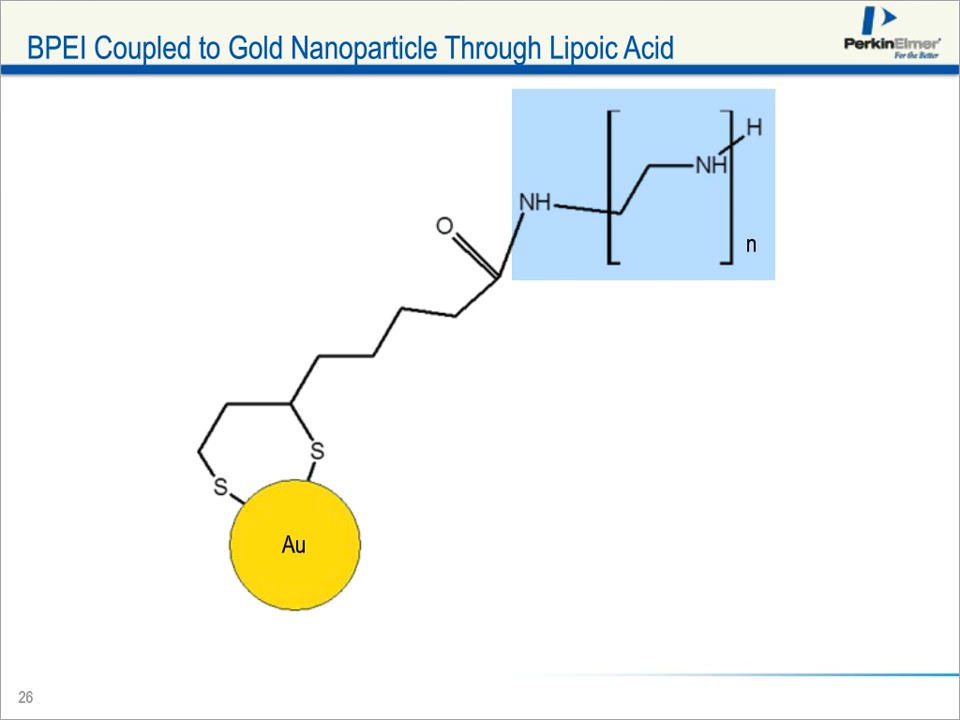 BPEI Coupled to Gold Nanoparticle Through Lipoic Acid
PerkinElmer
For the Better
H
NH
NH
O
n
S
S
Au
26